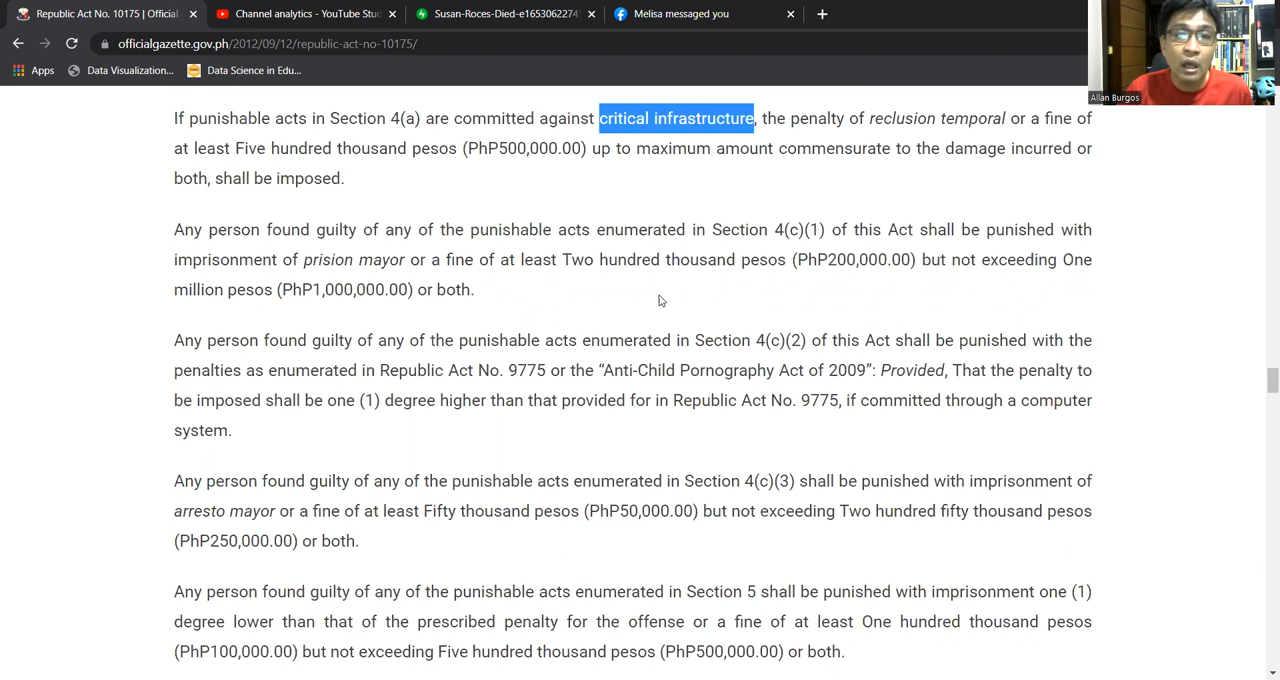 Republic Act No. 10175 | Official
Channel analytics - YouTube Stud
Susan-Roces-Died-e1653062274
Melisa messaged you
officialgazette.gov.ph/2012/09/12/republic-act-no-10175/
Apps
Data Visualization...
Data Science in Edu...
Allan Burgos
If punishable acts in Section 4(a) are committed against critical infrastructure, the penalty of reclusion temporal or a fine of
at least Five hundred thousand pesos (PhP500,000.00) up to maximum amount commensurate to the damage incurred or
both, shall be imposed.
Any person found guilty of any of the punishable acts enumerated in Section 4(c)(1) of this Act shall be punished with
imprisonment of prision mayor or a fine of at least Two hundred thousand pesos (PhP200,000.00) but not exceeding One
million pesos (PhP1,000,000.00) or both.
Any person found guilty of any of the punishable acts enumerated in Section 4(c)(2) of this Act shall be punished with the
penalties as enumerated in Republic Act No. 9775 or the “Anti-Child Pornography Act of 2009”: Provided, That the penalty to
be imposed shall be one (1) degree higher than that provided for in Republic Act No. 9775, if committed through a computer
system.
Any person found guilty of any of the punishable acts enumerated in Section 4(c)(3) shall be punished with imprisonment of
arresto mayor or a fine of at least Fifty thousand pesos (PhP50,000.00) but not exceeding Two hundred fifty thousand pesos
(PhP250,000.00) or both.
Any person found guilty of any of the punishable acts enumerated in Section 5 shall be punished with imprisonment one (1)
degree lower than that of the prescribed penalty for the offense or a fine of at least One hundred thousand pesos
(PhP100,000.00) but not exceeding Five hundred thousand pesos (PhP500,000.00) or both.